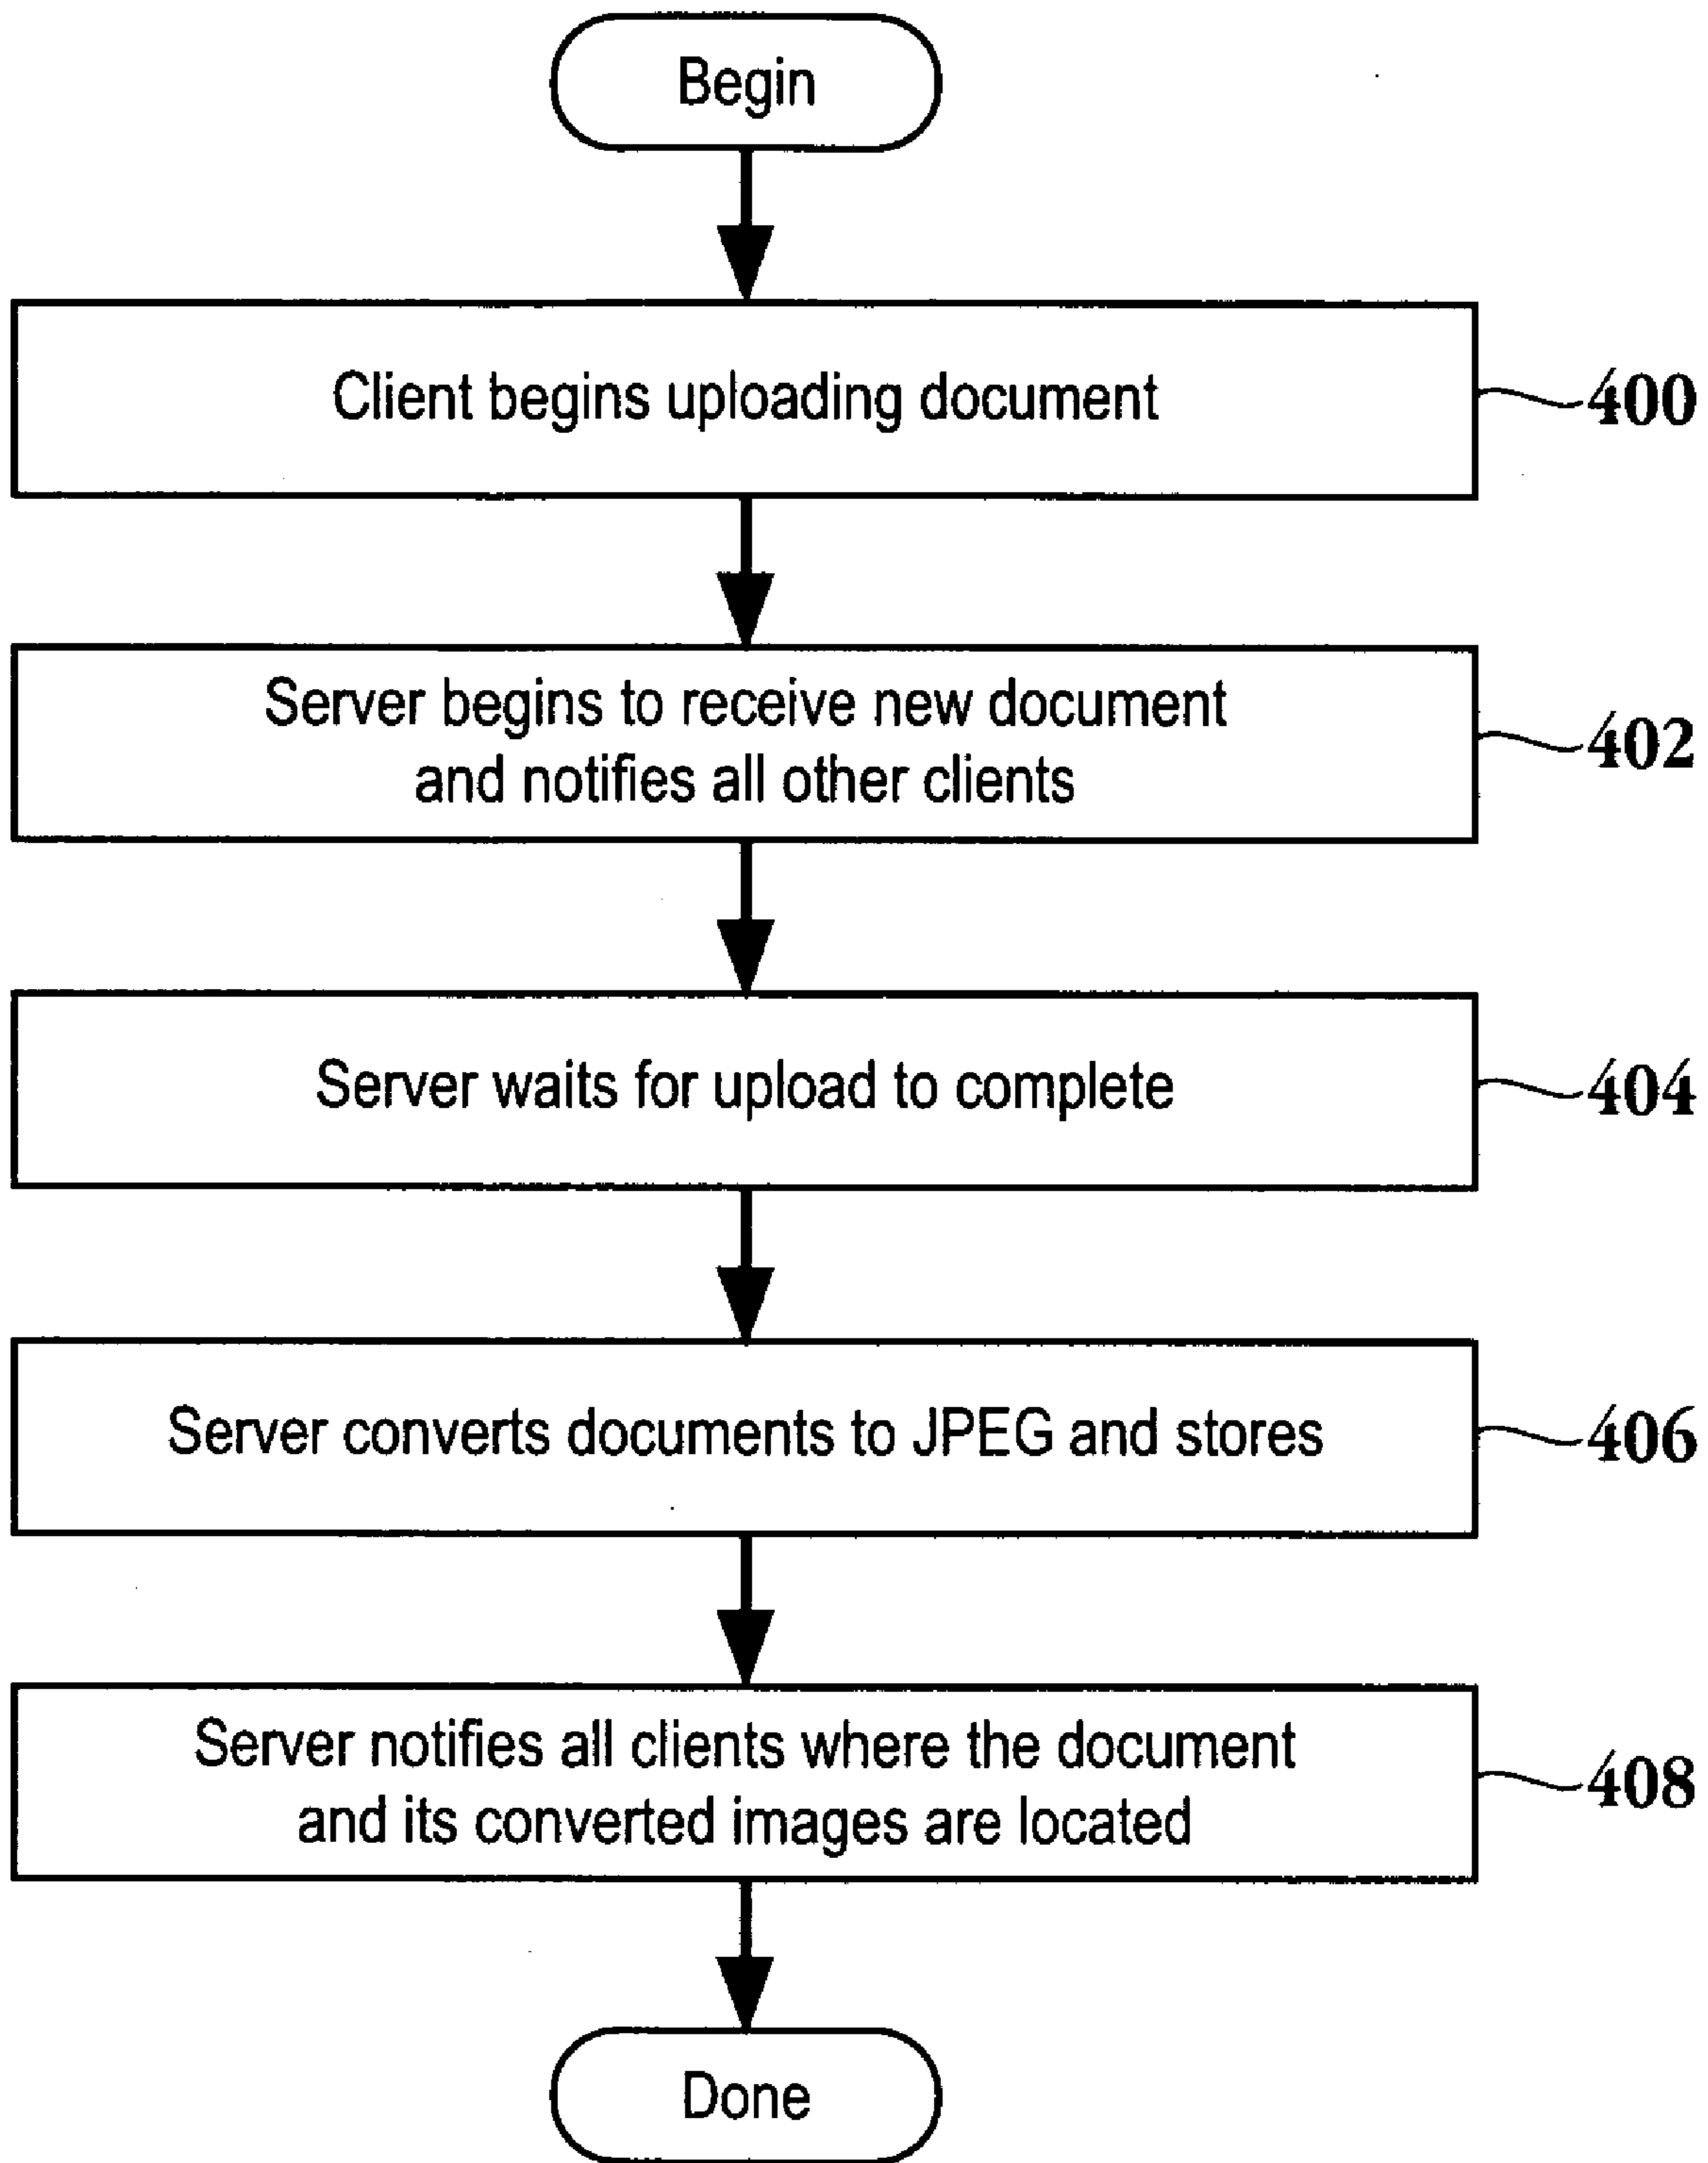 Begin
Client begins uploading document
400
Server begins to receive new document
and notifies all other clients
402
Server waits for upload to complete
404
Server converts documents to JPEG and stores
406
Server notifies all clients where the document
and its converted images are located
408
Done